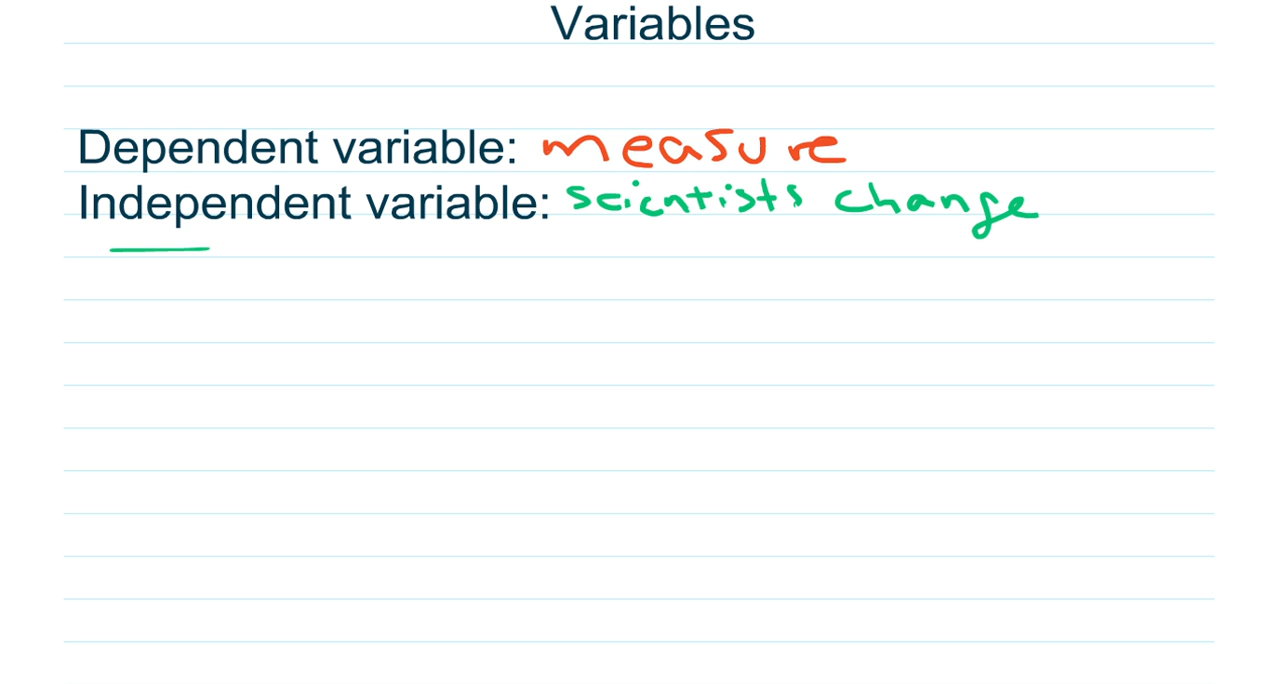 Variables
Dependent variable: measure
Independent variable: scientists change